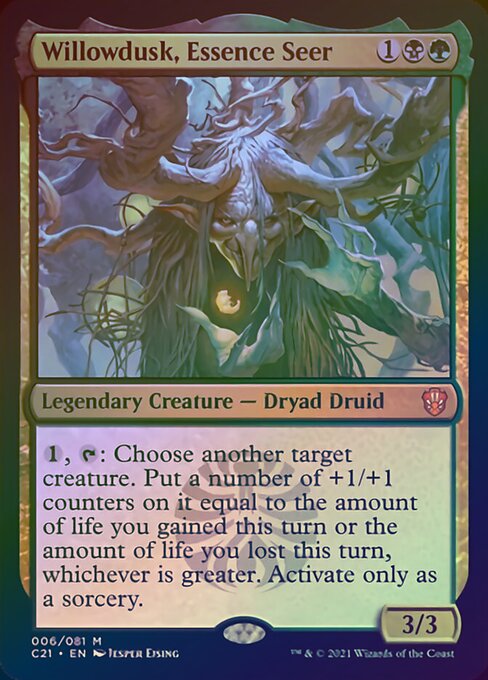 Willowdusk, Essence Seer 1
Legendary Creature — Dryad Druid
1, : Choose another target
creature. Put a number of +1/+1
counters on it equal to the amount
of life you gained this turn or the
amount of life you lost this turn,
whichever is greater. Activate only as
a sorcery.
3/3
006/081 M
C21 • EN Jesper Ejsing
™ & © 2021 Wizards of the Coast